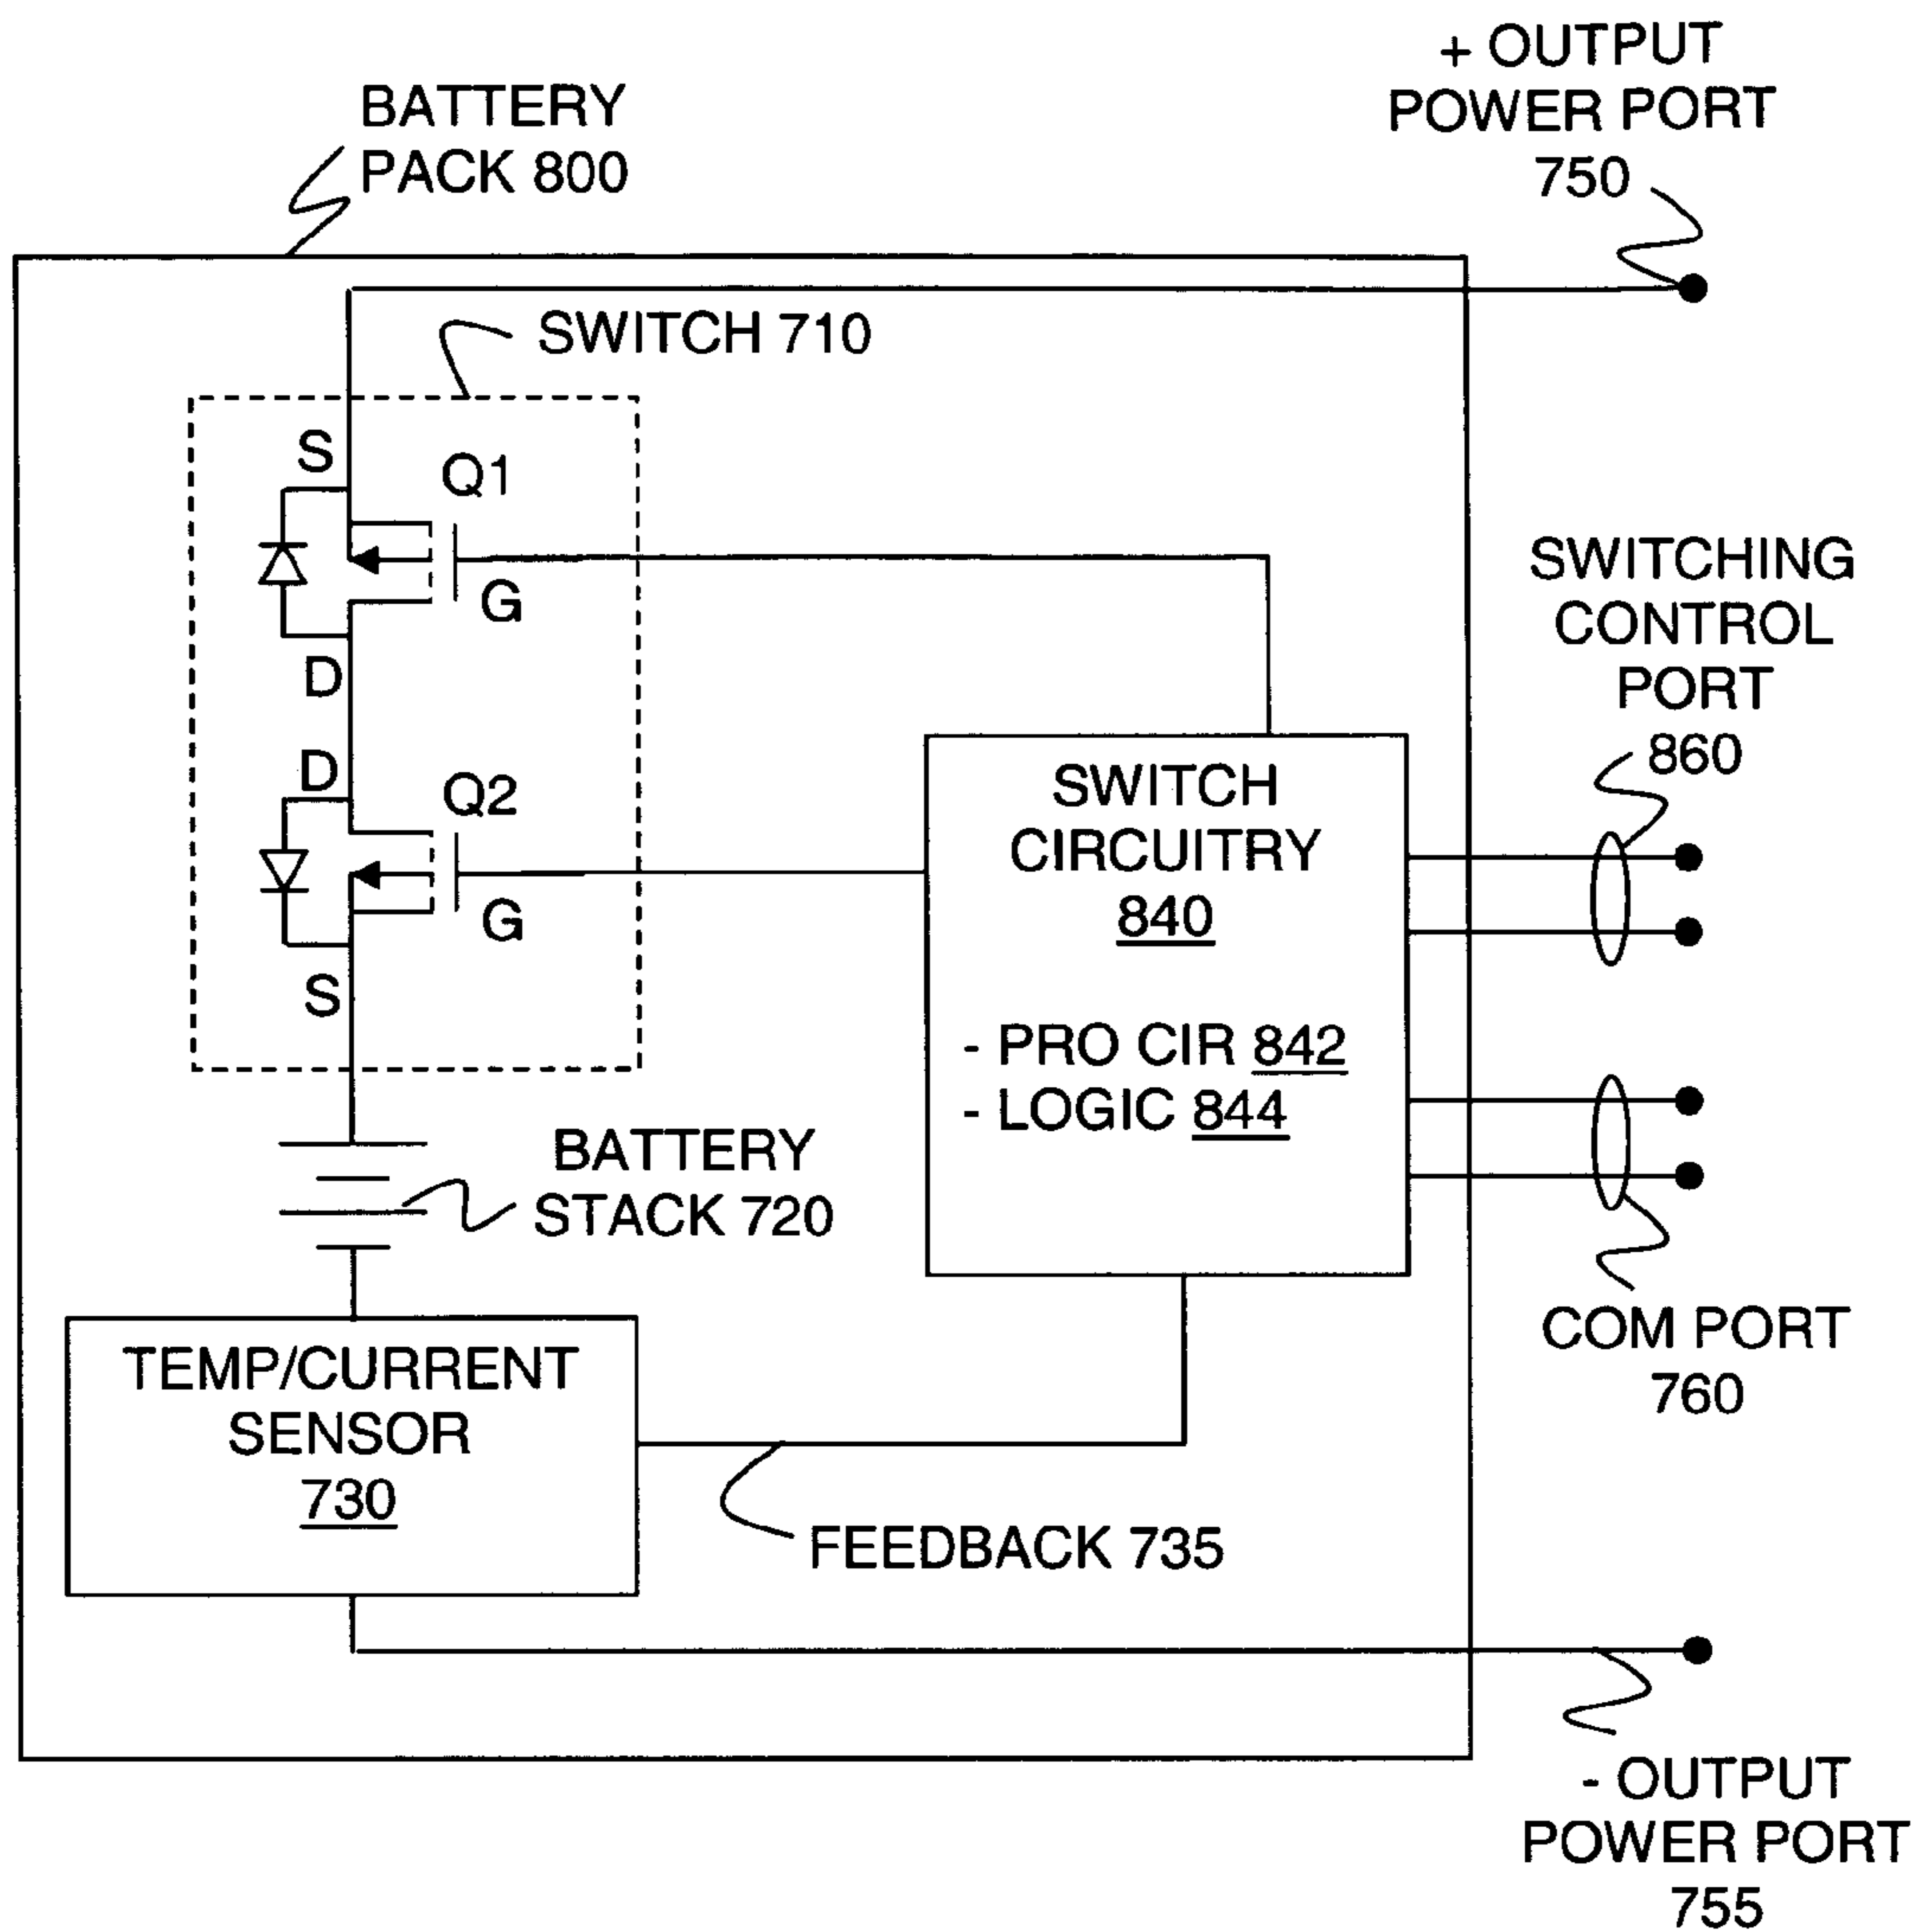 + OUTPUT
POWER PORT
750
BATTERY
PACK 800
SWITCH 710
S
Q1
G
D
SWITCHING
CONTROL
PORT
860
D
Q2
G
S
SWITCH
CIRCUITRY
840
- PRO CIR 842
- LOGIC 844
BATTERY
STACK 720
COM PORT
760
TEMP/CURRENT
SENSOR
730
FEEDBACK 735
- OUTPUT
POWER PORT
755